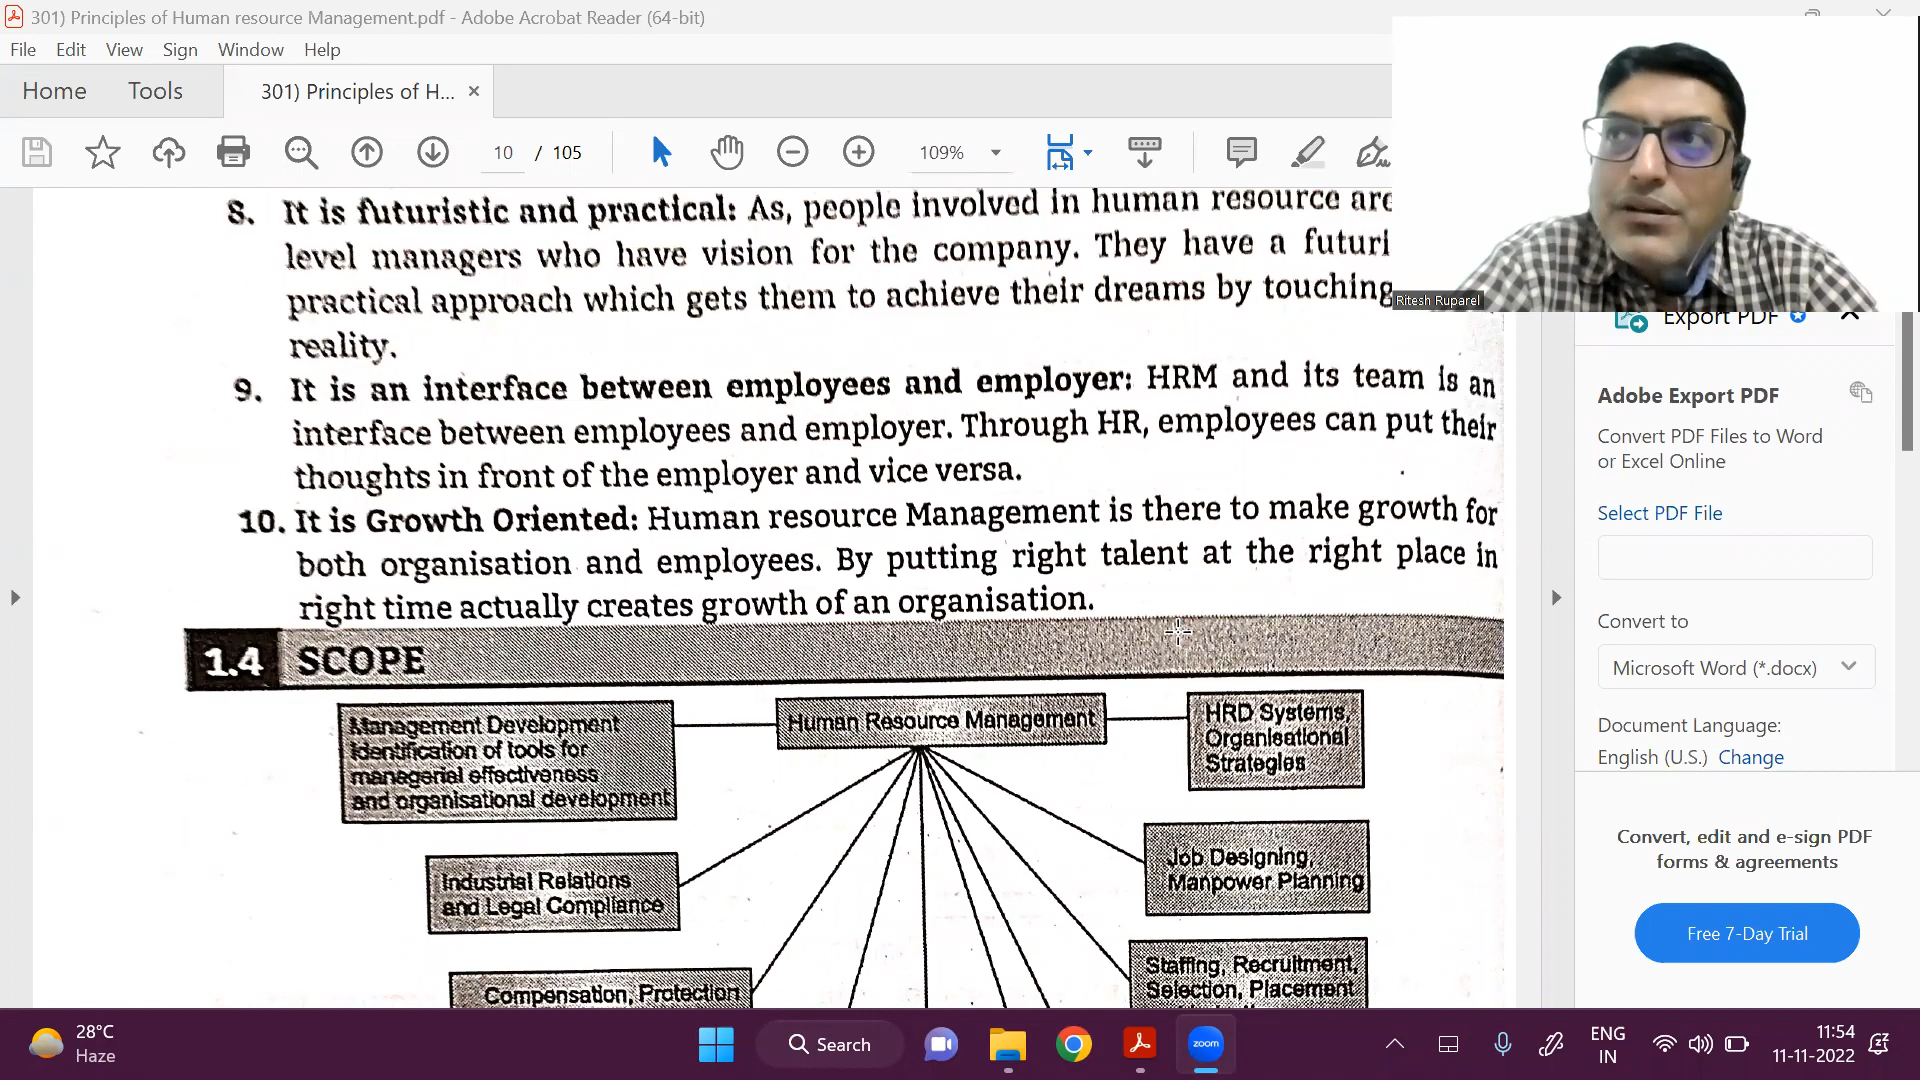 301) Principles of Human resource Management.pdf - Adobe Acrobat Reader (64-bit)
File Edit View Sign Window Help
Home Tools 301) Principles of H... ×
10 / 105 109%
8. It is futuristic and practical: As, people involved in human resource are
level managers who have vision for the company. They have a futuri
practical approach which gets them to achieve their dreams by touching
reality.
9. It is an interface between employees and employer: HRM and its team is an
interface between employees and employer. Through HR, employees can put their
thoughts in front of the employer and vice versa.
10. It is Growth Oriented: Human resource Management is there to make growth for
both organisation and employees. By putting right talent at the right place in
right time actually creates growth of an organisation.
1.4 SCOPE
Management Development
Identification of tools for
managerial effectiveness
and organisational development
Human Resource Management
HRD Systems,
Organisational
Strategies
Industrial Relations
and Legal Compliance
Job Designing,
Manpower Planning
Compensation, Protection
Staffing, Recruitment,
Selection, Placement
Ritesh Ruparel
Export PDF
Adobe Export PDF
Convert PDF Files to Word
or Excel Online
Select PDF File
Convert to
Microsoft Word (*.docx)
Document Language:
English (U.S.) Change
Convert, edit and e-sign PDF
forms & agreements
Free 7-Day Trial
28°C
Haze
Search
zoom
ENG
IN
11:54
11-11-2022